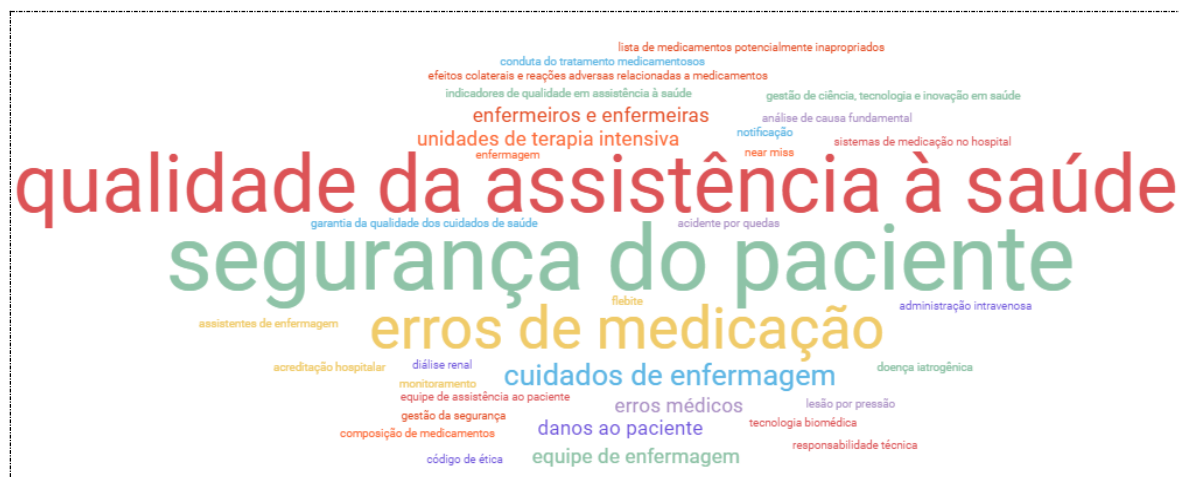 lista de medicamentos potencialmente inapropriados
conduta do tratamento medicamentosos
efeitos colaterais e reações adversas relacionadas a medicamentos
indicadores de qualidade em assistência à saúde
gestão de ciência, tecnologia e inovação em saúde
enfermeiros e enfermeiras
análise de causa fundamental
unidades de terapia intensiva
notificação
sistemas de medicação no hospital
enfermagem
near miss
qualidade da assistência à saúde
garantia da qualidade dos cuidados de saúde
acidente por quedas
segurança do paciente
flebite
administração intravenosa
assistentes de enfermagem
erros de medicação
acreditação hospitalar
diálise renal
cuidados de enfermagem
doença iatrogênica
monitoramento
equipe de assistência ao paciente
erros médicos
lesão por pressão
gestão da segurança
danos ao paciente
tecnologia biomédica
composição de medicamentos
responsabilidade técnica
código de ética
equipe de enfermagem